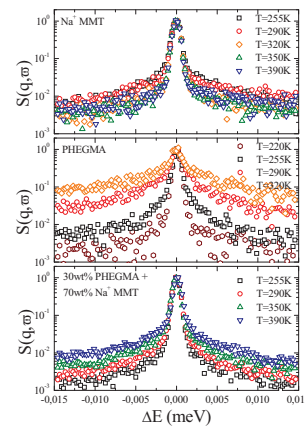 Na⁺ MMT
T=255K
T=290K
T=320K
T=350K
T=390K
S(q,ϖ)
10⁰
10⁻¹
10⁻²
10⁻³
PHEGMA
T=220K
T=255K
T=290K
T=320K
S(q,ϖ)
10⁰
10⁻¹
10⁻²
10⁻³
30wt% PHEGMA +
70wt% Na⁺ MMT
T=255K
T=290K
T=350K
T=390K
S(q,ϖ)
10⁰
10⁻¹
10⁻²
10⁻³
-0,015 -0,010 -0,005 0,000 0,005 0,010 0,01
ΔE (meV)